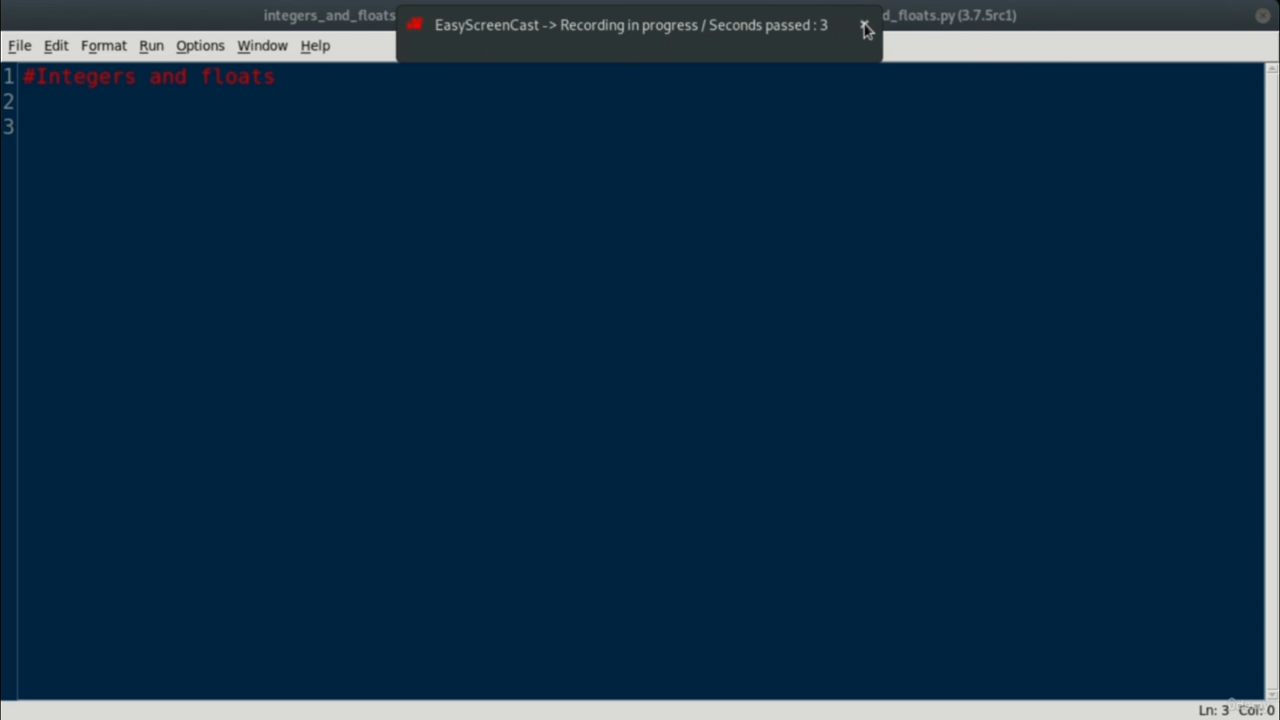 integers_and_floats
d_floats.py (3.7.5rc1)
EasyScreenCast -> Recording in progress / Seconds passed : 3
File Edit Format Run Options Window Help
1 #Integers and floats
2
3
Ln: 3 Col: 0